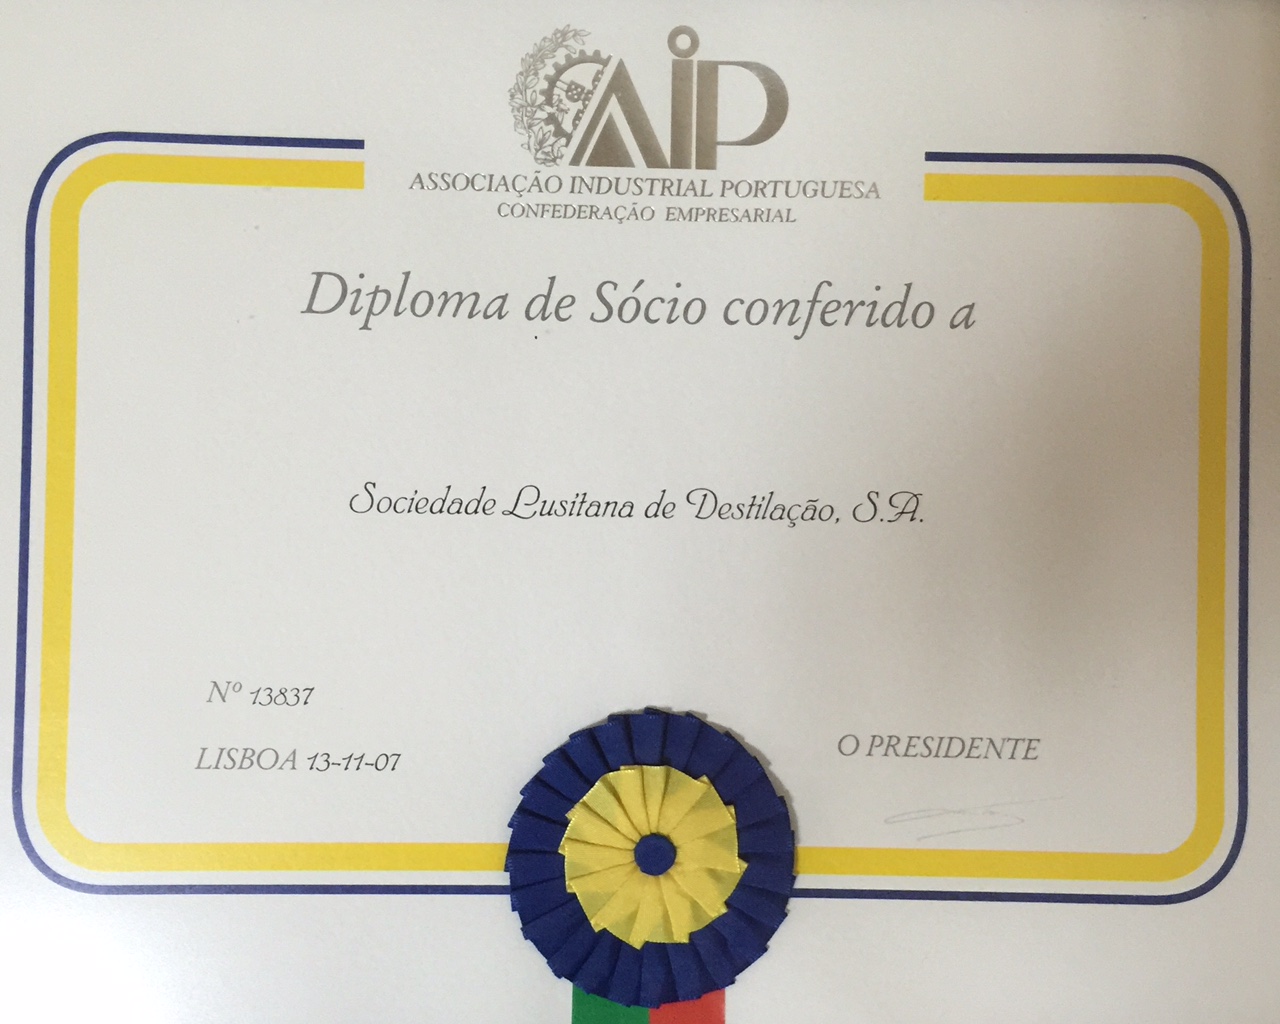 AIP
ASSOCIAÇÃO INDUSTRIAL PORTUGUESA
CONFEDERAÇÃO EMPRESARIAL
Diploma de Sócio conferido a
Sociedade Lusitana de Destilação, S.A.
Nº 13837
LISBOA 13-11-07
O PRESIDENTE